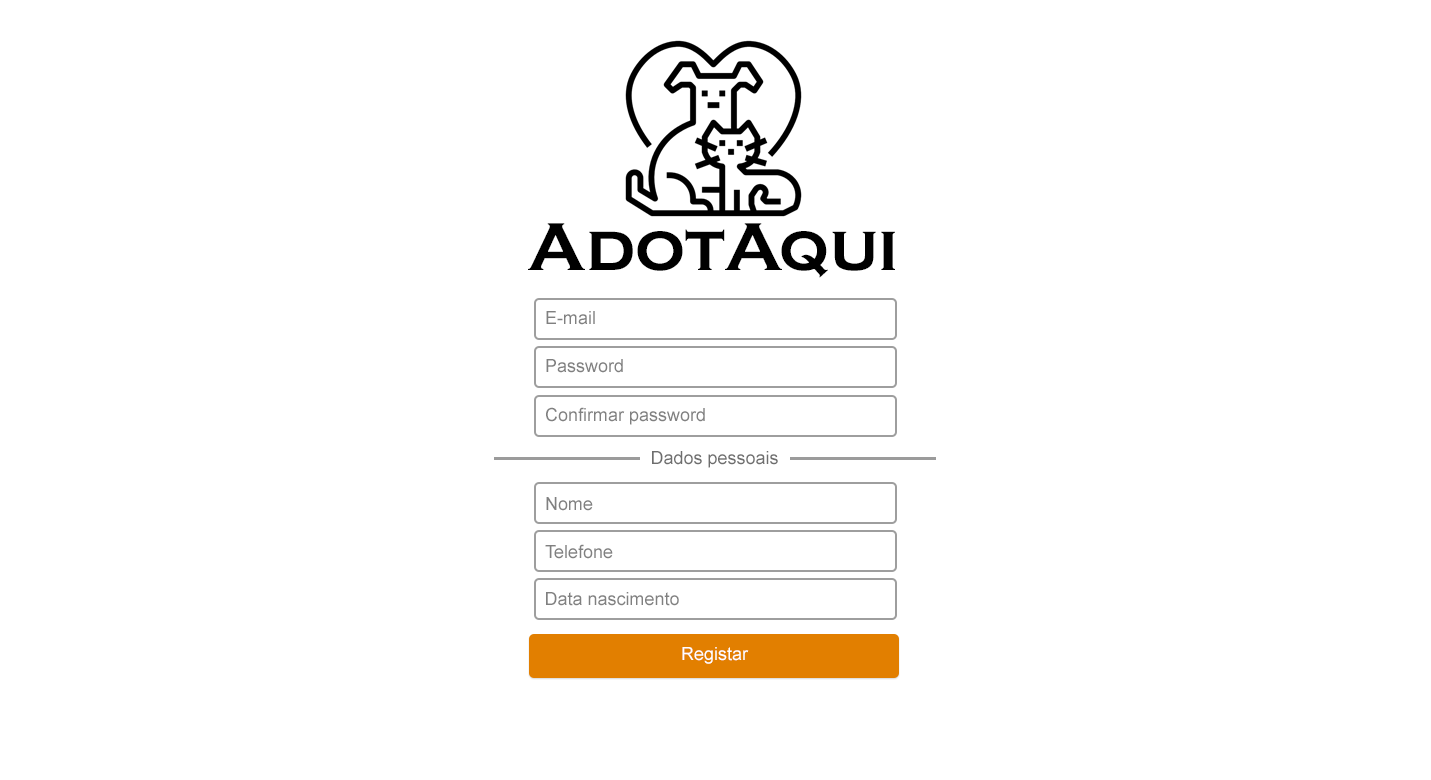 AdotAqui
E-mail
Password
Confirmar password
Dados pessoais
Nome
Telefone
Data nascimento
Registar